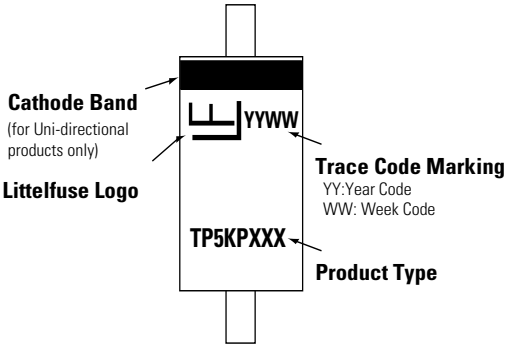 Cathode Band
(for Uni-directional
products only)
Littelfuse Logo
YYWW
Trace Code Marking
YY:Year Code
WW: Week Code
TP5KPXXX
Product Type